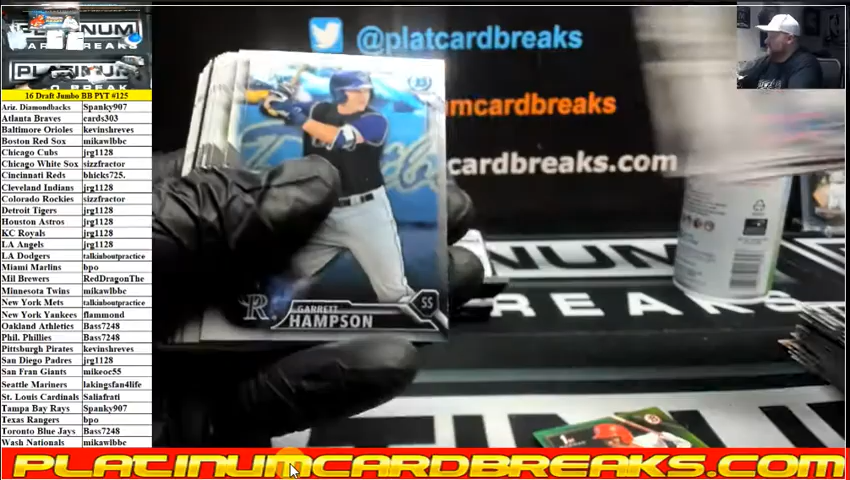 PLATINUM
CARD BREAKS
PLATINUM
O BREAK
16 Draft Jumbo BB PYT #125
Ariz. Diamondbacks Spanky907
Atlanta Braves cards303
Baltimore Orioles kevinshreves
Boston Red Sox mikawlbbc
Chicago Cubs jrg1128
Chicago White Sox sizzfractor
Cincinnati Reds bhicks725.
Cleveland Indians jrg1128
Colorado Rockies sizzfractor
Detroit Tigers jrg1128
Houston Astros jrg1128
KC Royals jrg1128
LA Angels jrg1128
LA Dodgers talkinboutpractice
Miami Marlins bpo
Mil Brewers RedDragonThe
Minnesota Twins mikawlbbc
New York Mets talkinboutpractice
New York Yankees flammond
Oakland Athletics Bass7248
Phil. Phillies Bass7248
Pittsburgh Pirates kevinshreves
San Diego Padres jrg1128
San Fran Giants mikeoc55
Seattle Mariners lakingsfan4life
St. Louis Cardinals Saliafrati
Tampa Bay Rays Spanky907
Texas Rangers bpo
Toronto Blue Jays Bass7248
Wash Nationals mikawlbbc
@platcardbreaks
umcardbreaks
cardbreaks.com
NUM
BREAKS
R
GARRETT
HAMPSON
SS
PLATINUMCARDBREAKS.COM